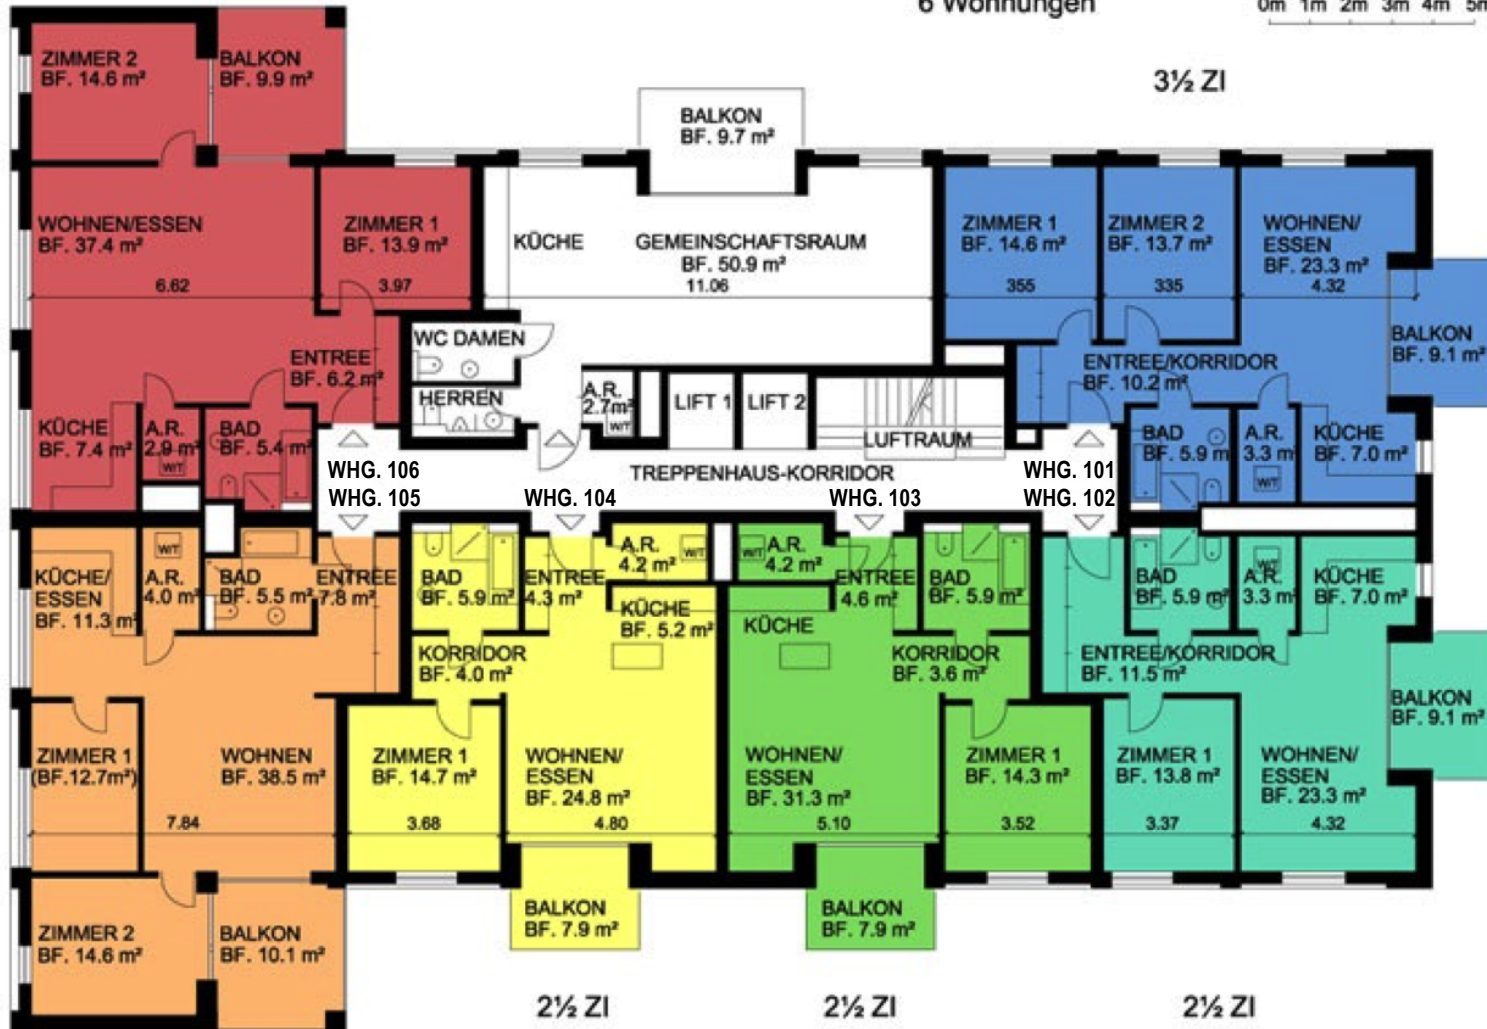 6 Wohnungen
0m 1m 2m 3m 4m 5m
3½ ZI
ZIMMER 2
BF. 14.6 m²
BALKON
BF. 9.9 m²
BALKON
BF. 9.7 m²
WOHNEN/ESSEN
BF. 37.4 m²
6.62
ZIMMER 1
BF. 13.9 m²
3.97
KÜCHE
GEMEINSCHAFTSRAUM
BF. 50.9 m²
11.06
ZIMMER 1
BF. 14.6 m²
355
ZIMMER 2
BF. 13.7 m²
335
WOHNEN/
ESSEN
BF. 23.3 m²
4.32
BALKON
BF. 9.1 m²
ENTREE
BF. 6.2 m²
WC DAMEN
HERREN
A.R.
2.7m²
W/T
LIFT 1
LIFT 2
LUFTRAUM
ENTREE/KORRIDOR
BF. 10.2 m²
KÜCHE
BF. 7.4 m²
A.R.
2.9 m²
W/T
BAD
BF. 5.4 m²
BAD
BF. 5.9 m
A.R.
3.3 m²
W/T
KÜCHE
BF. 7.0 m²
TREPPENHAUS-KORRIDOR
WHG. 106
WHG. 105
WHG. 104
WHG. 103
WHG. 101
WHG. 102
KÜCHE/
ESSEN
BF. 11.3 m²
W/T
A.R.
4.0 m²
BAD
BF. 5.5 m²
ENTREE
7.8 m²
BAD
BF. 5.9 m²
ENTREE
4.3 m²
A.R.
4.2 m²
W/T
KÜCHE
BF. 5.2 m²
W/T
A.R.
4.2 m²
KÜCHE
ENTREE
4.6 m²
BAD
BF. 5.9 m²
BAD
BF. 5.9 m²
W/T
A.R.
3.3 m²
KÜCHE
BF. 7.0 m²
KORRIDOR
BF. 4.0 m²
KORRIDOR
BF. 3.6 m²
ENTREE/KORRIDOR
BF. 11.5 m²
BALKON
BF. 9.1 m²
ZIMMER 1
(BF.12.7m²)
WOHNEN
BF. 38.5 m²
7.84
ZIMMER 1
BF. 14.7 m²
3.68
WOHNEN/
ESSEN
BF. 24.8 m²
4.80
WOHNEN/
ESSEN
BF. 31.3 m²
5.10
ZIMMER 1
BF. 14.3 m²
3.52
ZIMMER 1
BF. 13.8 m²
3.37
WOHNEN/
ESSEN
BF. 23.3 m²
4.32
ZIMMER 2
BF. 14.6 m²
BALKON
BF. 10.1 m²
BALKON
BF. 7.9 m²
BALKON
BF. 7.9 m²
2½ ZI
2½ ZI
2½ ZI